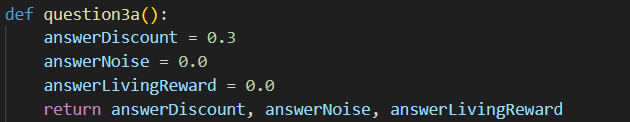 def question3a():
    answerDiscount = 0.3
    answerNoise = 0.0
    answerLivingReward = 0.0
    return answerDiscount, answerNoise, answerLivingReward